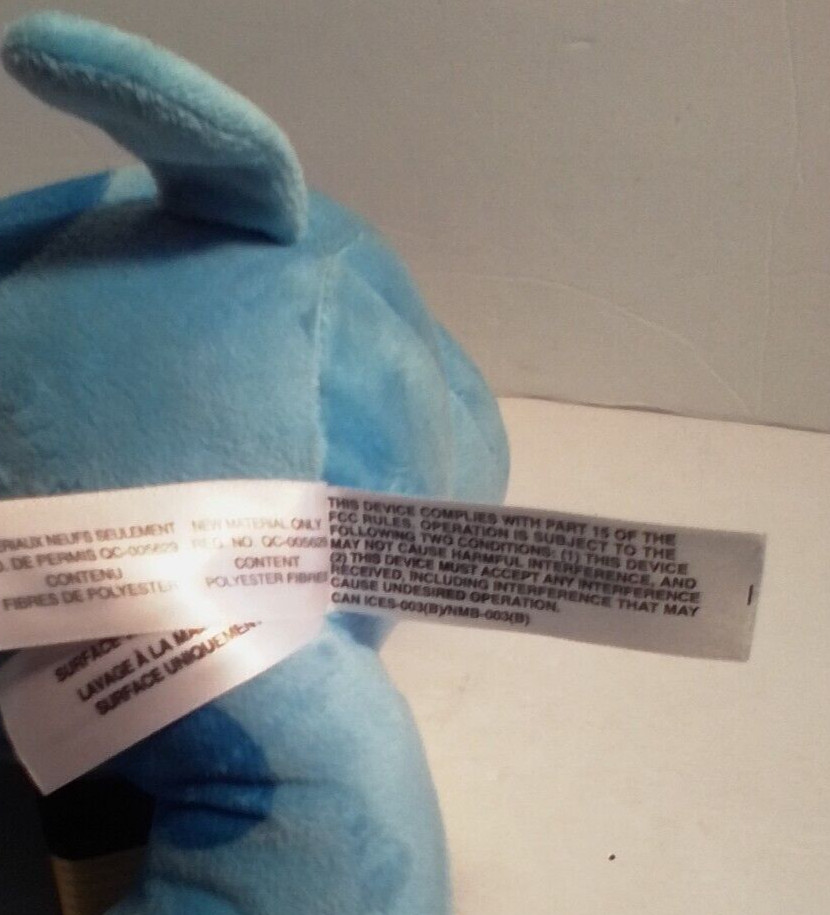 RIAUX NEUFS SEULEMENT
. DE PERMIS QC-005629
CONTENU
FIBRES DE POLYESTER
NEW MATERIAL ONLY
REG. NO. QC-005629
CONTENT
POLYESTER FIBRE
THIS DEVICE COMPLIES WITH PART 15 OF THE
FCC RULES, OPERATION IS SUBJECT TO THE
FOLLOWING TWO CONDITIONS: (1) THIS DEVICE
MAY NOT CAUSE HARMFUL INTERFERENCE, AND
(2) THIS DEVICE MUST ACCEPT ANY INTERFERENCE
RECEIVED, INCLUDING INTERFERENCE THAT MAY
CAUSE UNDESIRED OPERATION.
CAN ICES-003(B)/NMB-003(B)
SURFACE
LAVAGE À LA MA
SURFACE UNIQUEMEN